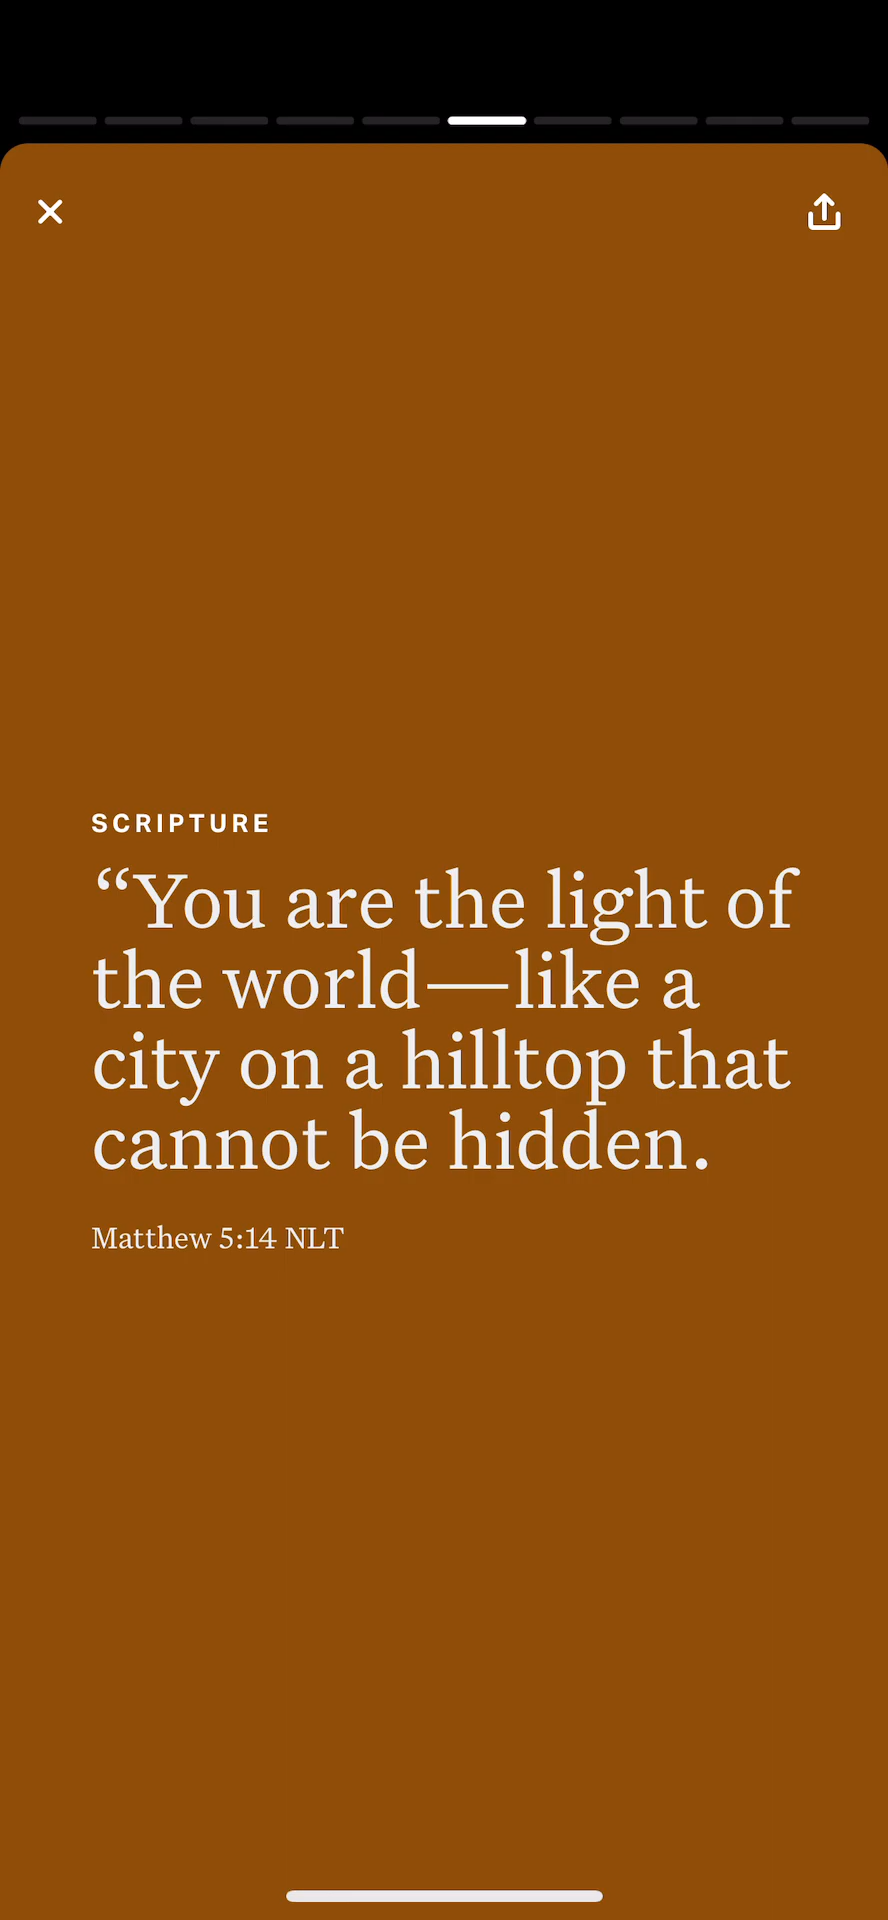 SCRIPTURE
“You are the light of
the world—like a
city on a hilltop that
cannot be hidden.
Matthew 5:14 NLT